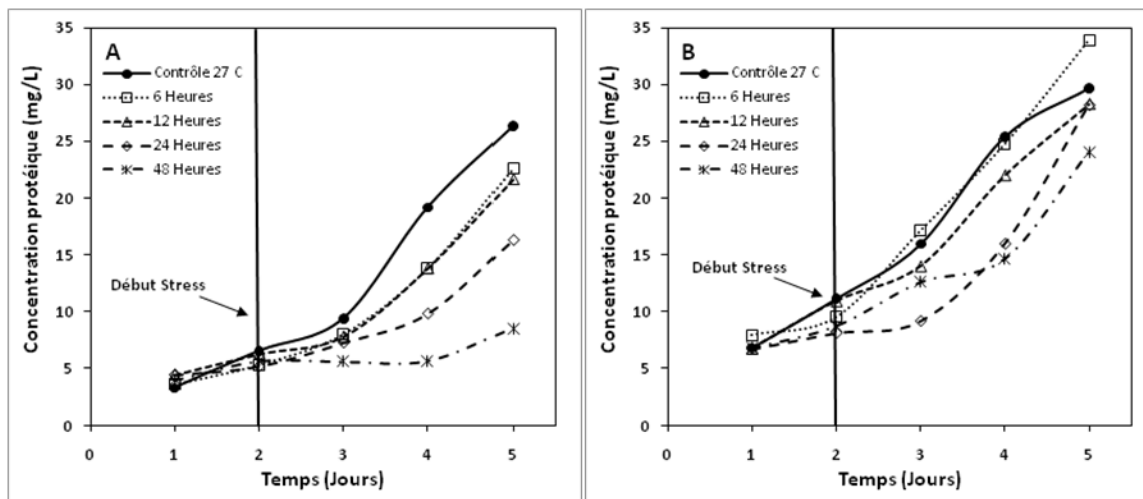 A
Concentration protéique (mg/L)
35
30
25
20
15
10
5
0
Contrôle 27 C
6 Heures
12 Heures
24 Heures
48 Heures
Début Stress
0 1 2 3 4 5
Temps (Jours)
B
Concentration protéique (mg/L)
35
30
25
20
15
10
5
0
Contrôle 27 C
6 Heures
12 Heures
24 Heures
48 Heures
Début Stress
0 1 2 3 4 5
Temps (Jours)